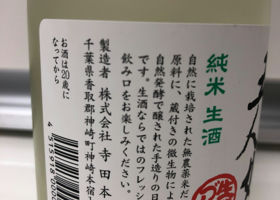 純米生酒
自然に栽培された無農薬米だ
原料に、蔵付きの微生物によ
自然発酵で醸された手造りの日
です。生酒ならではのフレッシ
飲み口をお楽しみください。
製造者 株式会社 寺田本
千葉県香取郡神崎町神崎本宿
お酒は20歳に
なってから